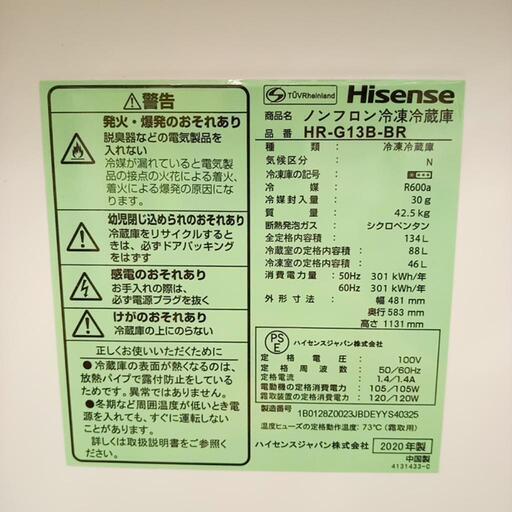 ⚠警告
発火・爆発のおそれあり
脱臭器などの電気製品を
入れない
冷媒が漏れていると電気製
品の接点の火花による着火、
着火による爆発の原因にな
ります。
幼児閉じ込められのおそれあり
冷蔵庫をリサイクルすると
きは、必ずドアパッキング
をはずす
感電のおそれあり
お手入れの際は、
必ず電源プラグを抜く
けがのおそれあり
冷蔵庫の上にのらない
正しくお使いいただくために
●冷蔵庫の表面が熱くなるのは、
放熱パイプで露付防止をしている
ためです。異常ではありません。
●冬期など周囲温度が低いときは、
電源を入れても、すぐに運転しない
ことがあります。
詳しくは取扱説明書をご参照く
ださい。
TÜVRheinland Hisense
商品名 ノンフロン冷凍冷蔵庫
品番 HR-G13B-BR
種類 冷凍冷蔵庫
気候区分 N
冷凍庫の記号
冷媒 R600a
冷媒封入量 30g
質量 42.5kg
断熱発泡ガス シクロペンタン
全定格内容積 134L
冷蔵室の定格内容積 88L
冷凍室の定格内容積 46L
消費電力量 50Hz 301 kWh/年
60Hz 301 kWh/年
外形寸法 幅 481 mm
奥行 583 mm
高さ 1131 mm
PSE ハイセンスジャパン株式会社
定格電圧 100V
定格周波数 50/60Hz
定格電流 1.4/1.4A
電動機の定格消費電力 105/105W
霜取装置の定格消費電力 120/120W
製造番号
1B0128Z0023JBDEYYS40325
温度ヒューズの定格動作温度:73℃(霜取用)
ハイセンスジャパン株式会社 2020年製
中国製
4131433-C